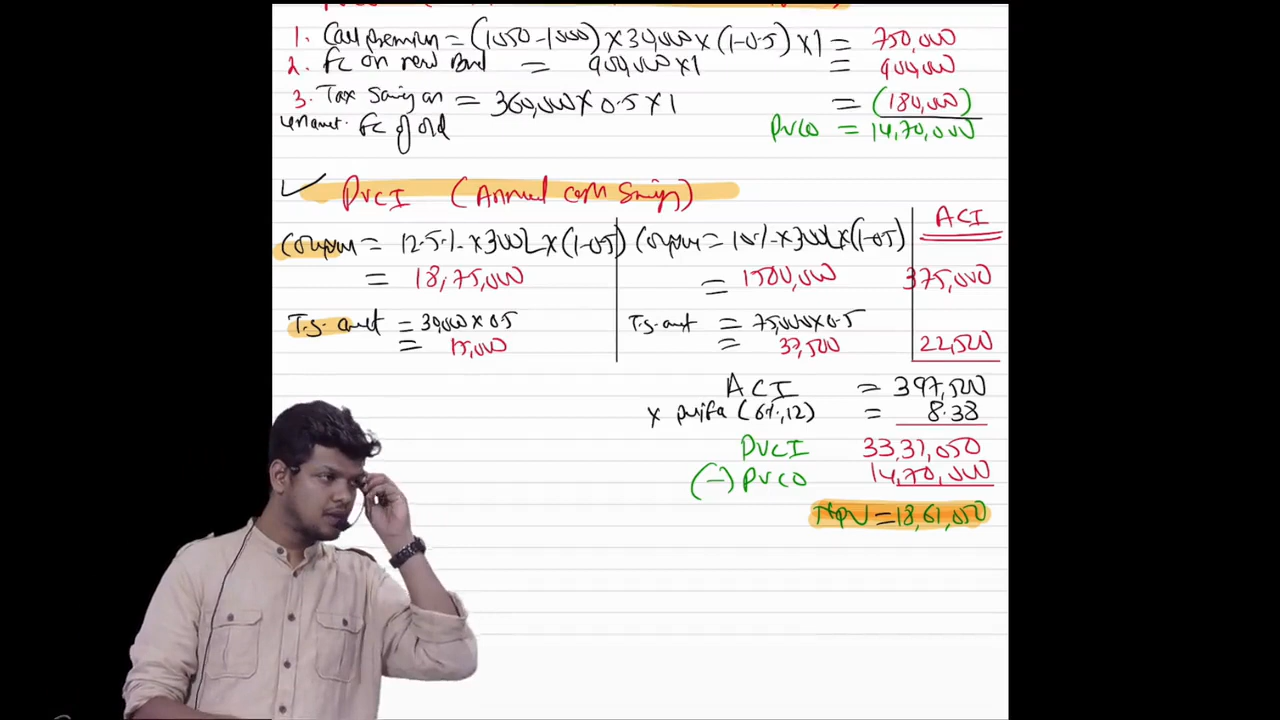 1. Call premium = (1050-1000) × 30,000 × (1-0.5) × 1 = 750,000
2. FC on new Bond = 900,000 × 1 = 900,000
3. Tax Saving on = 360,000 × 0.5 × 1 = (180,000)
unamort. FC of old
PVCO = 14,70,000
✓ PVCI (Annual cash Savings)
ACI
Coupon = 12.5% × 300L × (1-0.5) Coupon = 10% × 300L × (1-0.5)
= 18,75,000 = 1500,000 375,000
T.S. amt = 30,000 × 0.5 T.S. amt = 75,000 × 0.5
= 15,000 = 37,500 22,500
ACI = 397,500
× pvifa (6%, 12) = 8.38
PVCI 33,31,050
(-) PVCO 14,70,000
NPV = 18,61,050